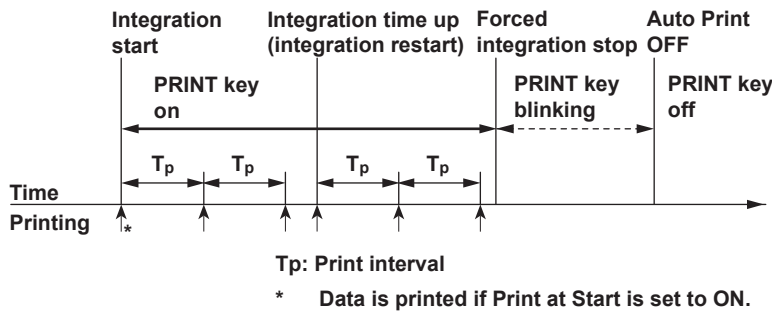 Integration start
Integration time up (integration restart)
Forced integration stop
Auto Print OFF
PRINT key on
PRINT key blinking
PRINT key off
Tp Tp Tp Tp
Time
Printing *
Tp: Print interval
* Data is printed if Print at Start is set to ON.